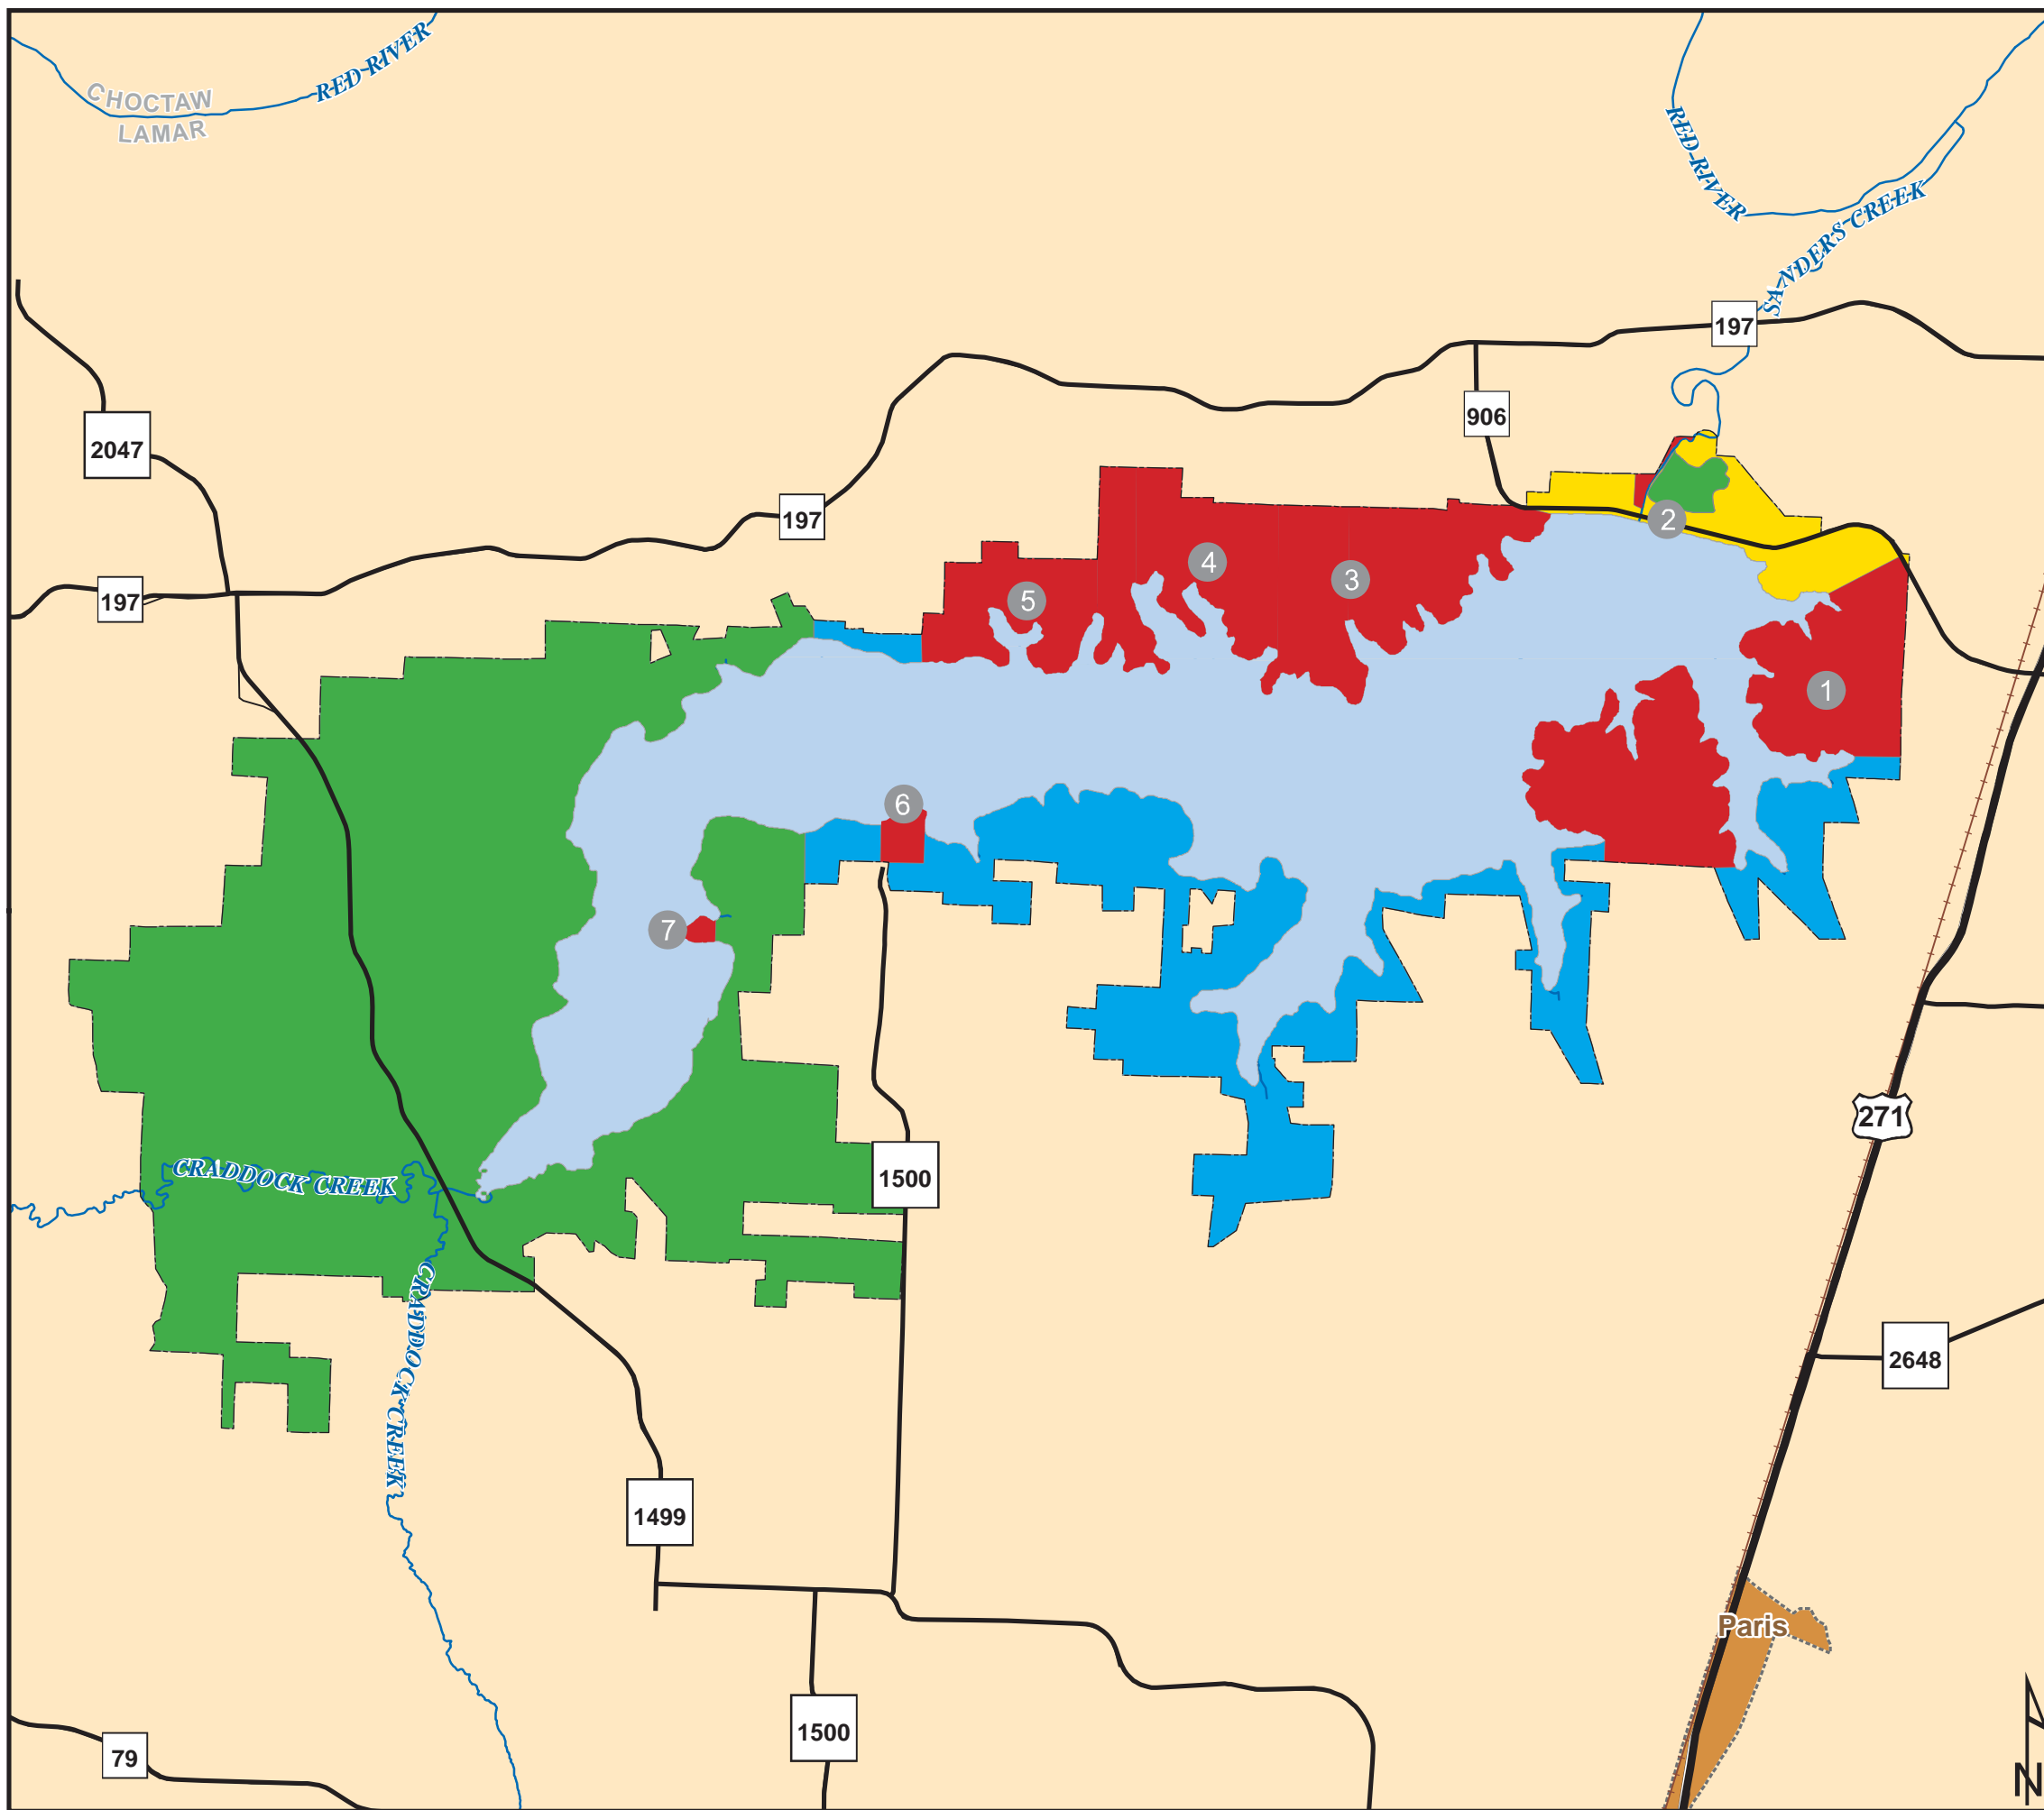 RED RIVER
CHOCTAW
LAMAR
RED RIVER
SANDERS CREEK
197
906
2047
197
197
2
4
3
5
1
6
7
271
CRADDOCK CREEK
1500
CRADDOCK CREEK
2648
1499
Paris
1500
79
N